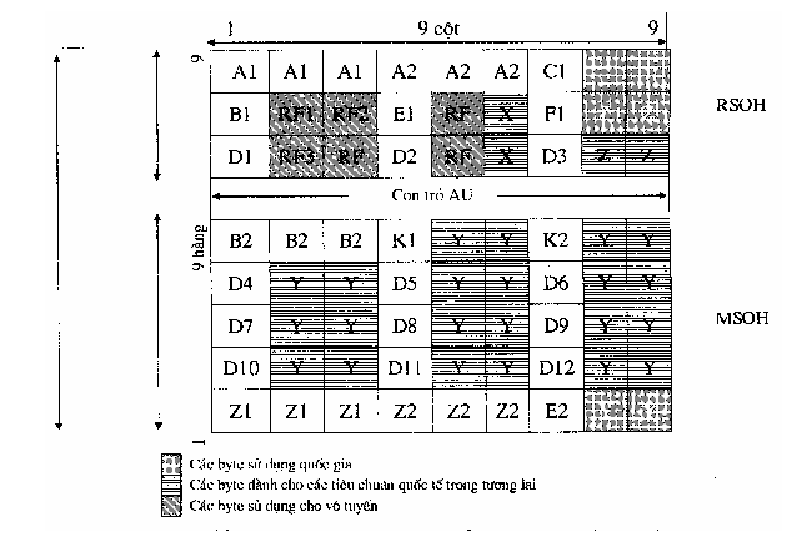 1 9 cột 9
9
A1 A1 A1 A2 A2 A2 C1
B1 RF1 RF2 E1 RF X F1
RSOH
D1 RF3 RF D2 RF X D3 Z Z
Con trỏ AU
9 hàng
B2 B2 B2 K1 Y Y K2 Y Y
D4 Y Y D5 Y Y D6 Y Y
D7 Y Y D8 Y Y D9 Y Y
MSOH
D10 Y Y D11 Y Y D12 Y Y
Z1 Z1 Z1 Z2 Z2 Z2 E2
1
Các byte sử dụng quốc gia
Các byte dành cho các tiêu chuẩn quốc tế trong tương lai
Các byte sử dụng cho vô tuyến